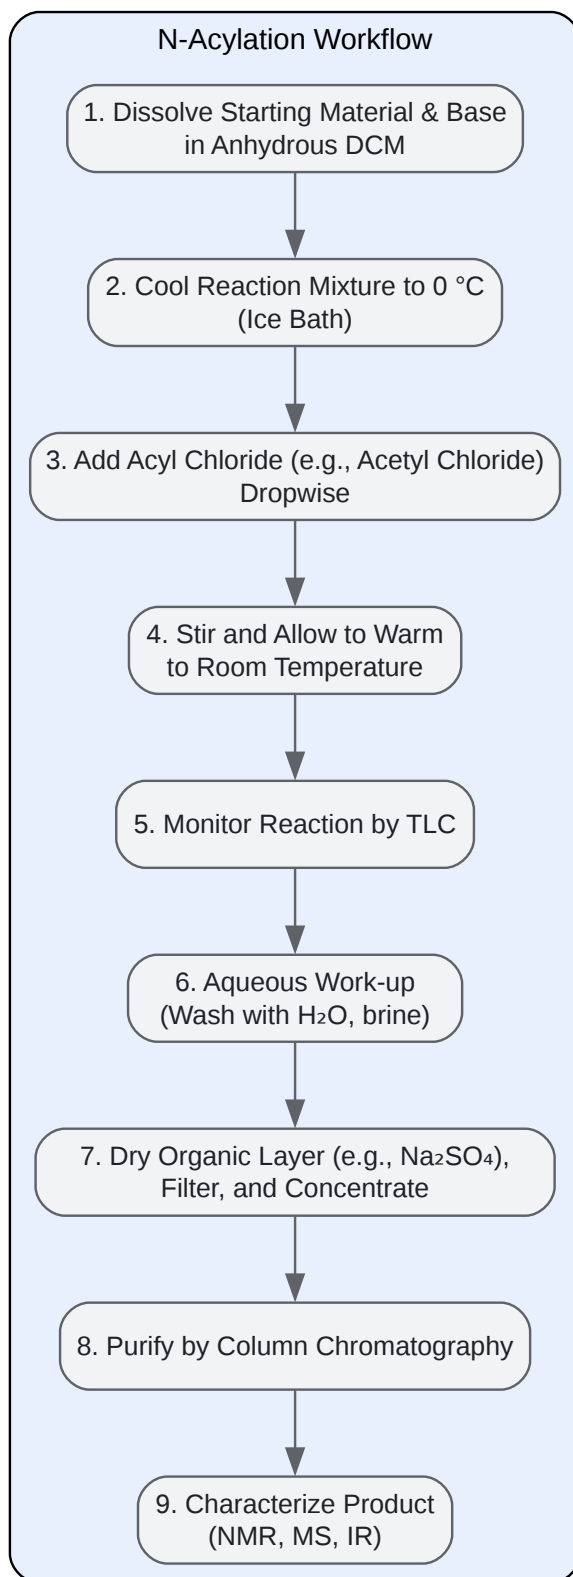 N-Acylation Workflow
1. Dissolve Starting Material & Base
in Anhydrous DCM
2. Cool Reaction Mixture to 0 °C
(Ice Bath)
3. Add Acyl Chloride (e.g., Acetyl Chloride)
Dropwise
4. Stir and Allow to Warm
to Room Temperature
5. Monitor Reaction by TLC
6. Aqueous Work-up
(Wash with H₂O, brine)
7. Dry Organic Layer (e.g., Na₂SO₄),
Filter, and Concentrate
8. Purify by Column Chromatography
9. Characterize Product
(NMR, MS, IR)